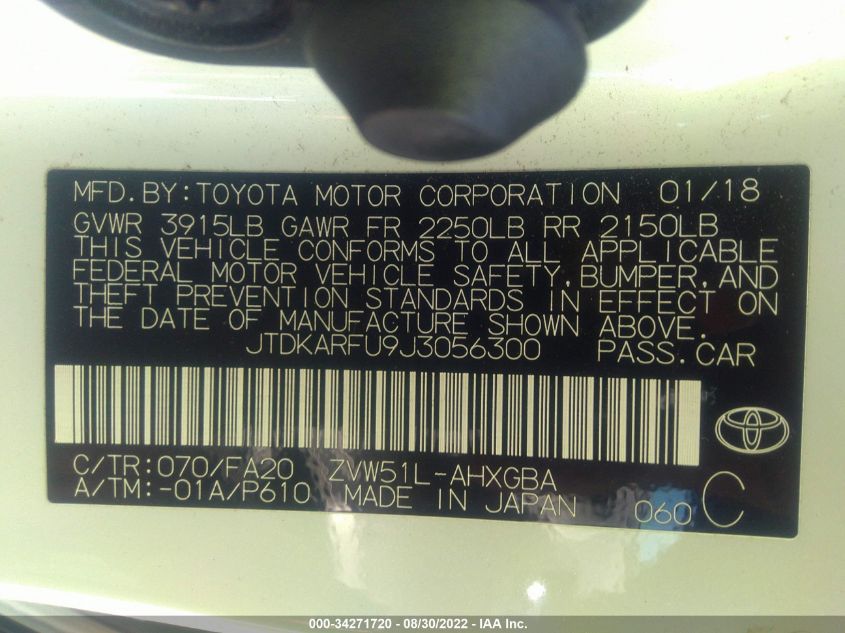 MFD.BY:TOYOTA MOTOR CORPORATION 01/18
GVWR 3915LB GAWR FR 2250LB RR 2150LB
THIS VEHICLE CONFORMS TO ALL APPLICABLE
FEDERAL MOTOR VEHICLE SAFETY,BUMPER,AND
THEFT PREVENTION STANDARDS IN EFFECT ON
THE DATE OF MANUFACTURE SHOWN ABOVE.
JTDKARFU9J3056300 PASS.CAR
C/TR:070/FA20 ZVW51L-AHXGBA
A/TM:-01A/P610 MADE IN JAPAN 060 C
000-34271720 - 08/30/2022 - IAA Inc.